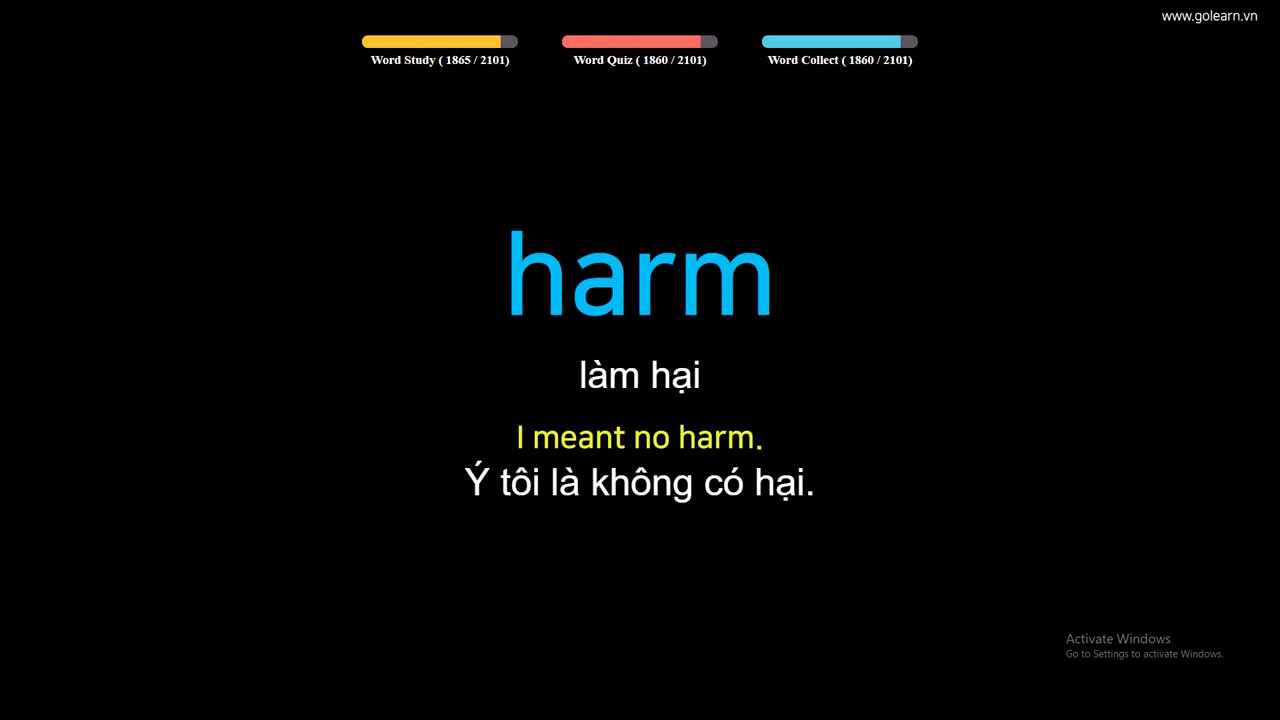 www.golearn.vn
Word Study ( 1865 / 2101)
Word Quiz ( 1860 / 2101)
Word Collect ( 1860 / 2101)
harm
làm hại
I meant no harm.
Ý tôi là không có hại.
Activate Windows
Go to Settings to activate Windows.